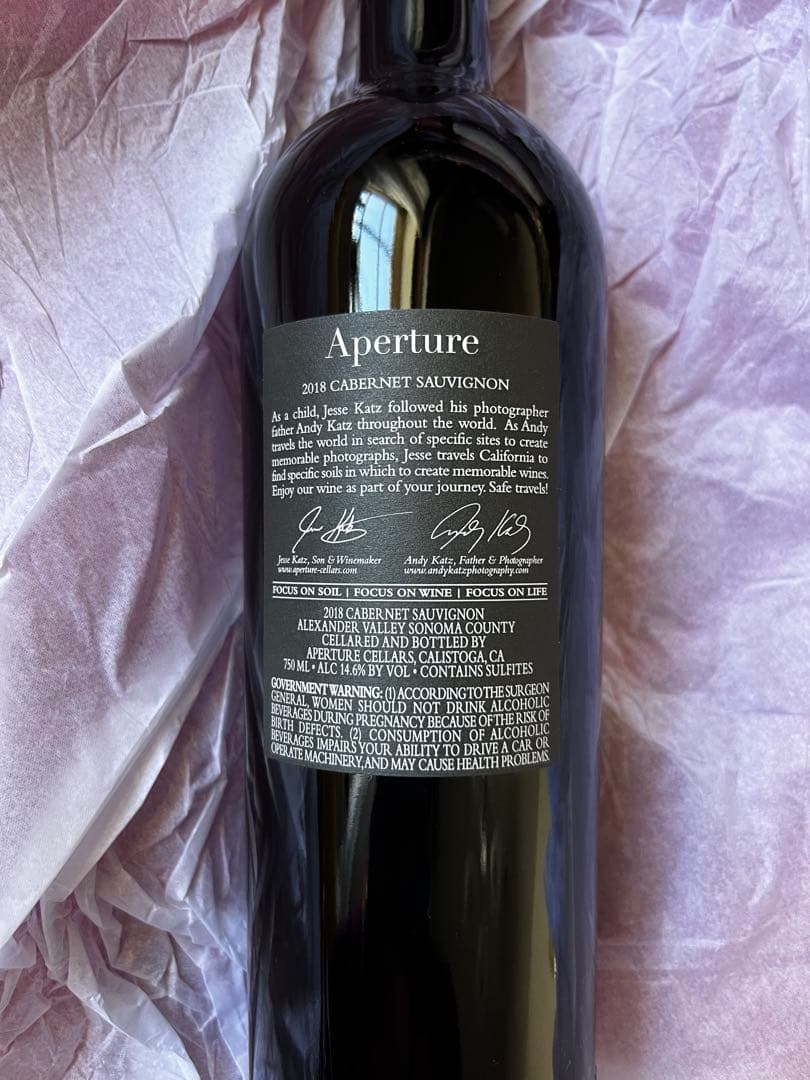 Aperture
2018 CABERNET SAUVIGNON
As a child, Jesse Katz followed his photographer
father Andy Katz throughout the world. As Andy
travels the world in search of specific sites to create
memorable photographs, Jesse travels California to
find specific soils in which to create memorable wines.
Enjoy our wine as part of your journey. Safe travels!
Jesse Katz, Son & Winemaker Andy Katz, Father & Photographer
www.aperture-cellars.com www.andykatzphotography.com
FOCUS ON SOIL | FOCUS ON WINE | FOCUS ON LIFE
2018 CABERNET SAUVIGNON
ALEXANDER VALLEY SONOMA COUNTY
CELLARED AND BOTTLED BY
APERTURE CELLARS, CALISTOGA, CA
750 ML • ALC 14.6% BY VOL • CONTAINS SULFITES
GOVERNMENT WARNING: (1) ACCORDING TO THE SURGEON
GENERAL, WOMEN SHOULD NOT DRINK ALCOHOLIC
BEVERAGES DURING PREGNANCY BECAUSE OF THE RISK OF
BIRTH DEFECTS. (2) CONSUMPTION OF ALCOHOLIC
BEVERAGES IMPAIRS YOUR ABILITY TO DRIVE A CAR OR
OPERATE MACHINERY, AND MAY CAUSE HEALTH PROBLEMS.